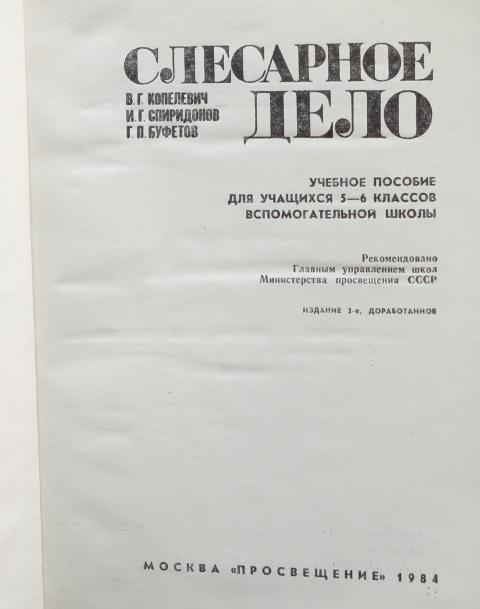 СЛЕСАРНОЕ
ДЕЛО
В. Г. КОПЕЛЕВИЧ
И. Г. СПИРИДОНОВ
Г. П. БУФЕТОВ
УЧЕБНОЕ ПОСОБИЕ
ДЛЯ УЧАЩИХСЯ 5—6 КЛАССОВ
ВСПОМОГАТЕЛЬНОЙ ШКОЛЫ
Рекомендовано
Главным управлением школ
Министерства просвещения СССР
ИЗДАНИЕ 2-е, ДОРАБОТАННОЕ
МОСКВА «ПРОСВЕЩЕНИЕ» 1984